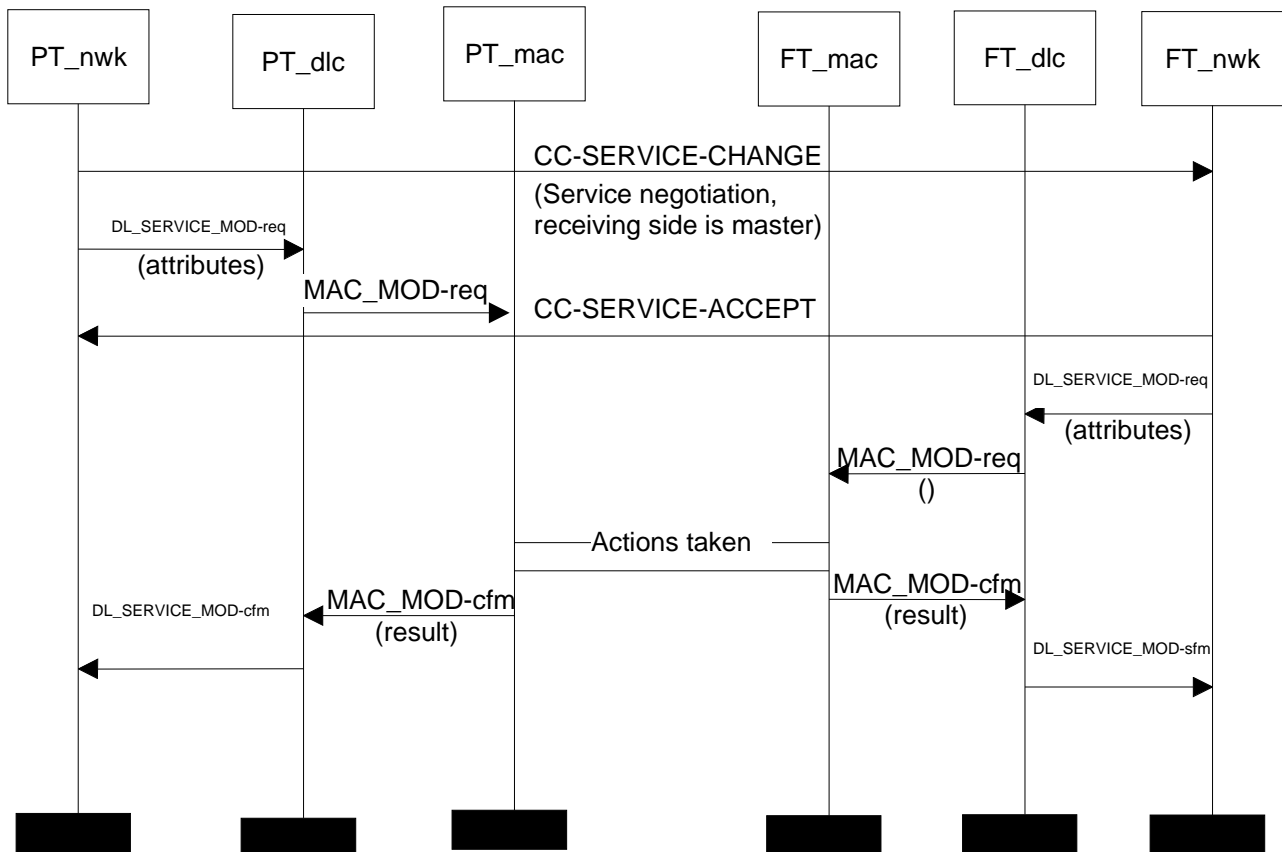 PT_nwk
PT_dlc
PT_mac
FT_mac
FT_dlc
FT_nwk
CC-SERVICE-CHANGE
(Service negotiation,
receiving side is master)
DL_SERVICE_MOD-req
(attributes)
MAC_MOD-req
CC-SERVICE-ACCEPT
DL_SERVICE_MOD-req
(attributes)
MAC_MOD-req
()
Actions taken
MAC_MOD-cfm
(result)
MAC_MOD-cfm
(result)
DL_SERVICE_MOD-cfm
DL_SERVICE_MOD-sfm